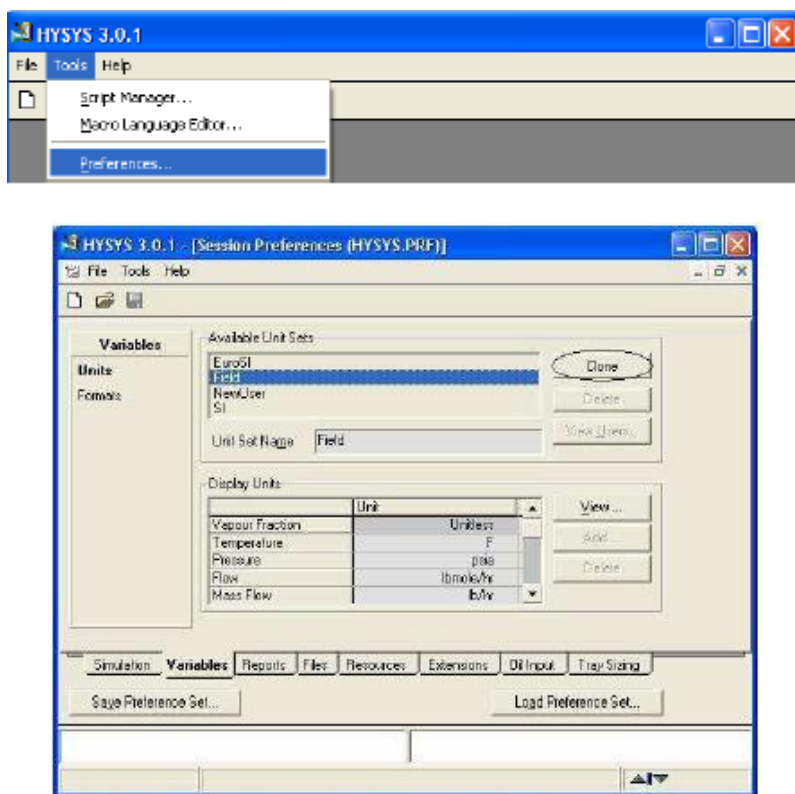 HYSYS 3.0.1
File Tools Help
Script Manager...
Macro Language Editor...
Preferences...
HYSYS 3.0.1 - [Session Preferences (HYSYS.PRF)]
File Tools Help
Variables
Units
Formats
Available Unit Sets
EuroSI
Field
NewUser
SI
Clone
Delete
View Users...
Unit Set Name Field
Display Units
Unit
Vapour Fraction Unitless
Temperature F
Pressure psia
Flow lbmole/hr
Mass Flow lb/hr
View...
Add...
Delete
Simulation Variables Reports Files Resources Extensions Oil Input Tray Sizing
Save Preference Set... Load Preference Set...